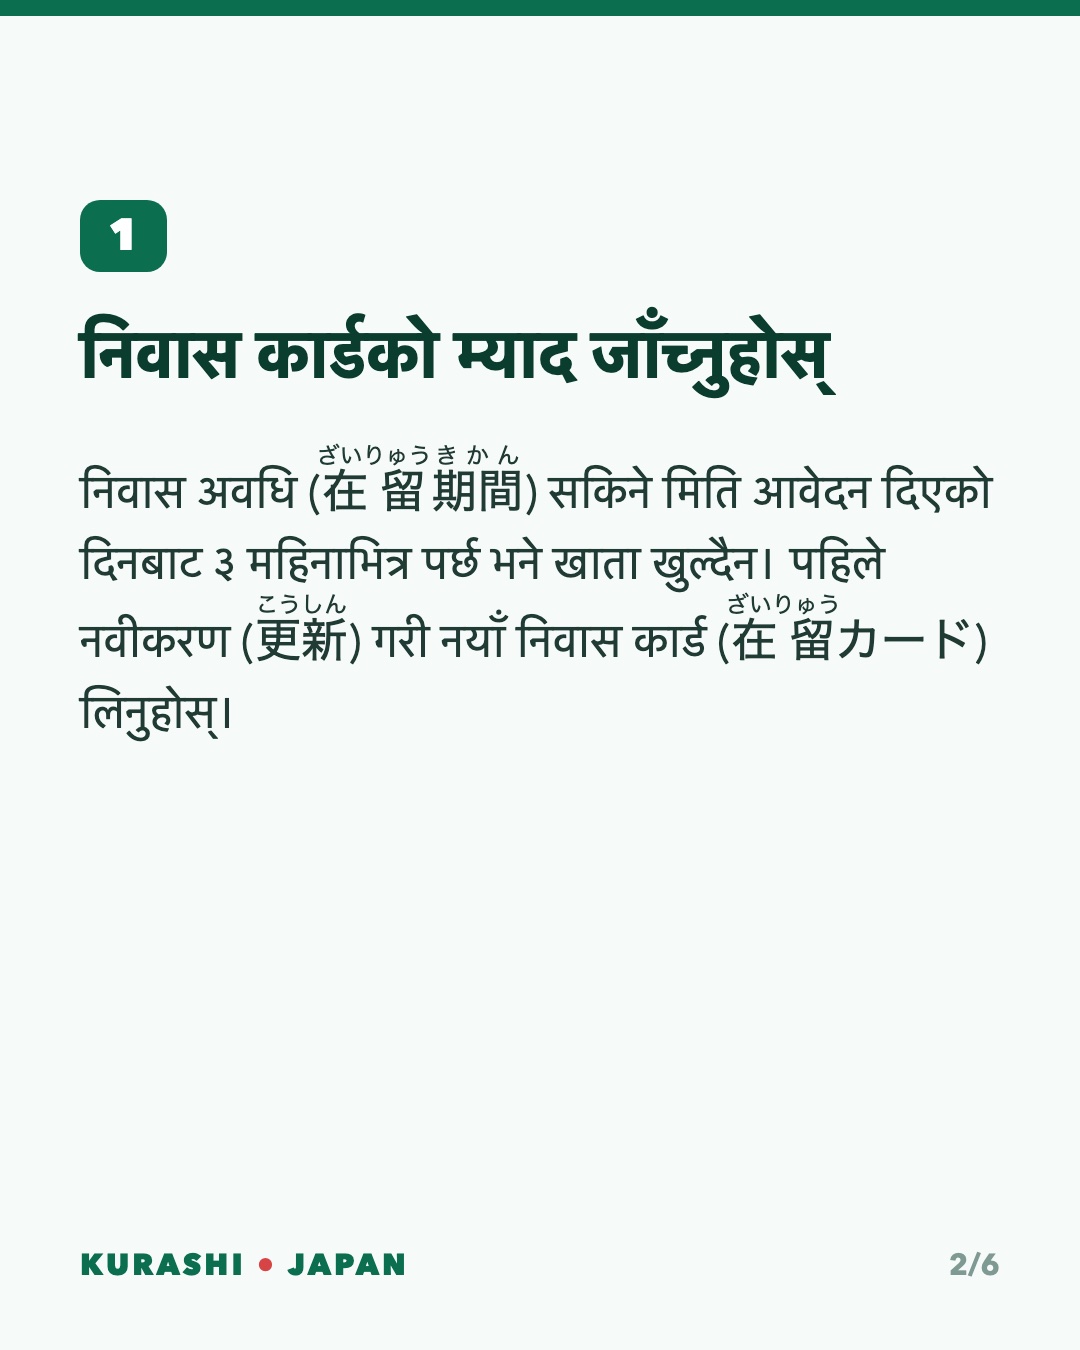 1
निवास कार्डको म्याद जाँच्नुहोस्
ざいりゅうきかん
निवास अवधि (在留期間) सकिने मिति आवेदन दिएको
दिनबाट ३ महिनाभित्र पर्छ भने खाता खुल्दैन। पहिले
こうしん ざいりゅう
नवीकरण (更新) गरी नयाँ निवास कार्ड (在留カード)
लिनुहोस्।
KURASHI • JAPAN
2/6